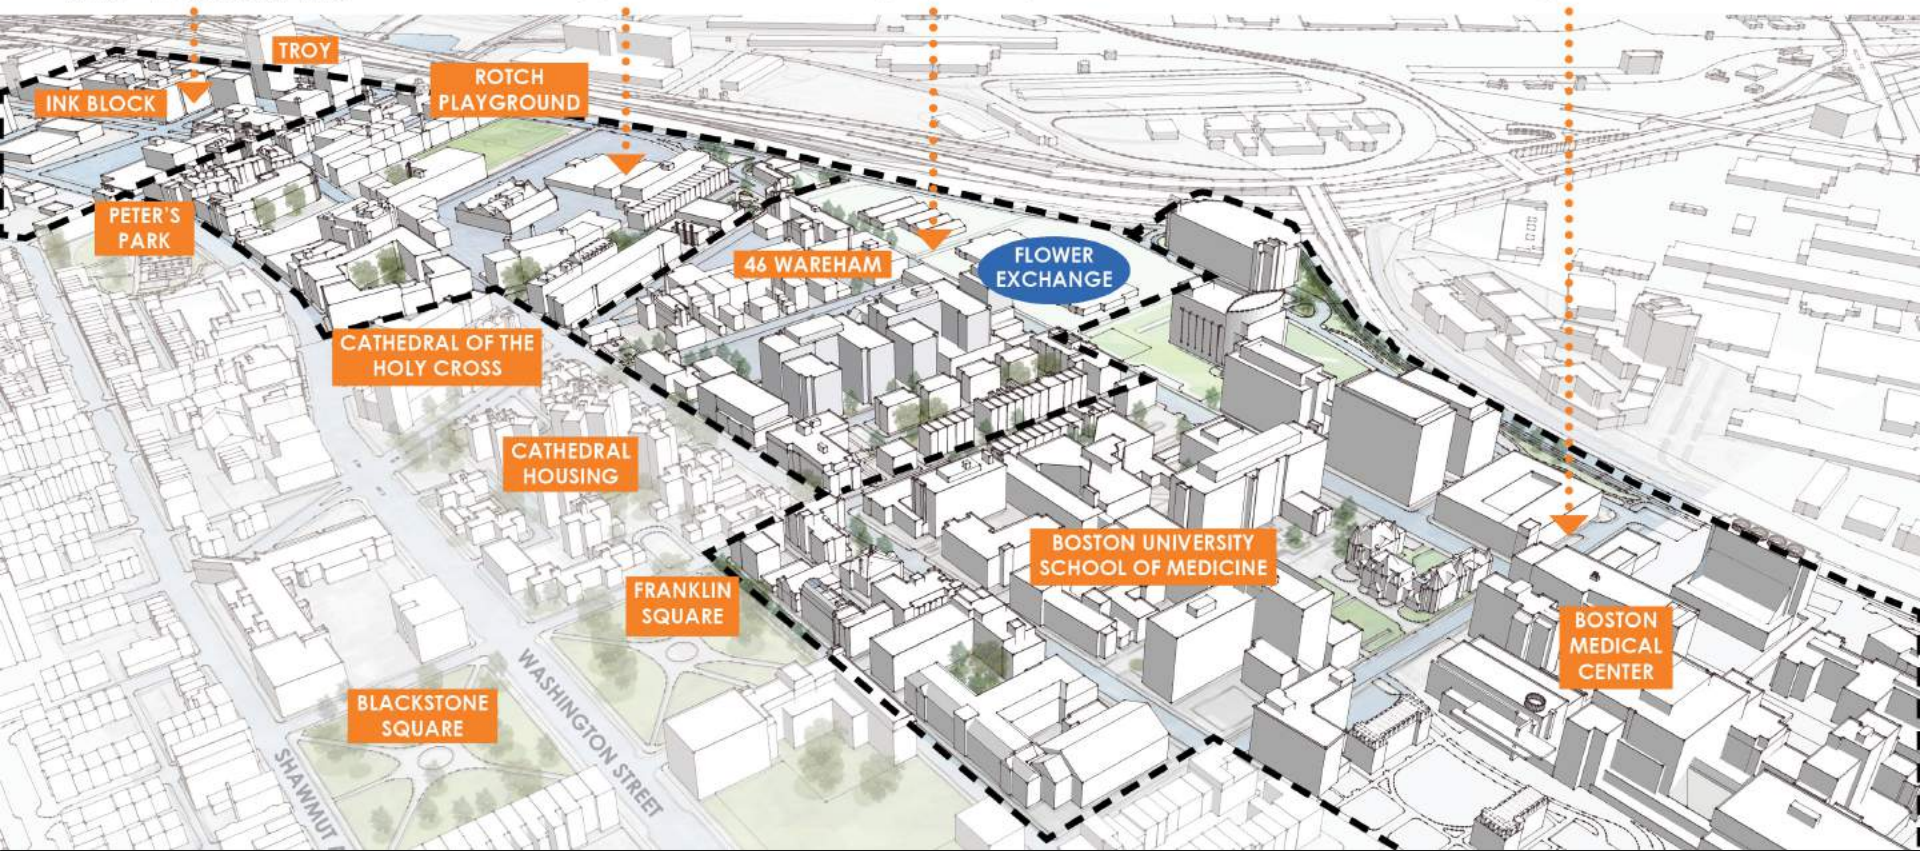 TROY
INK BLOCK
ROTCH
PLAYGROUND
PETER'S
PARK
46 WAREHAM
FLOWER
EXCHANGE
CATHEDRAL OF THE
HOLY CROSS
CATHEDRAL
HOUSING
BOSTON UNIVERSITY
SCHOOL OF MEDICINE
FRANKLIN
SQUARE
BOSTON
MEDICAL
CENTER
BLACKSTONE
SQUARE
WASHINGTON STREET
SHAWMUT